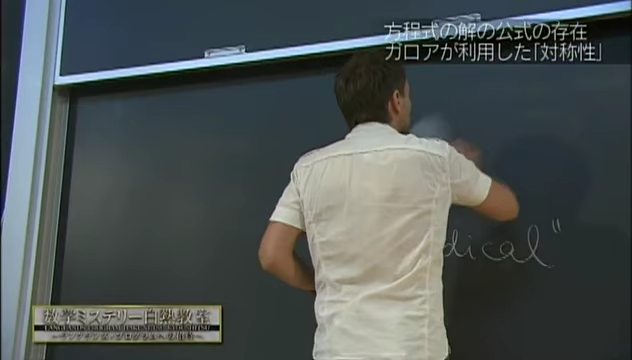 方程式の解の公式の存在
ガロアが利用した「対称性」
dical"
数学ミステリー白熱教室